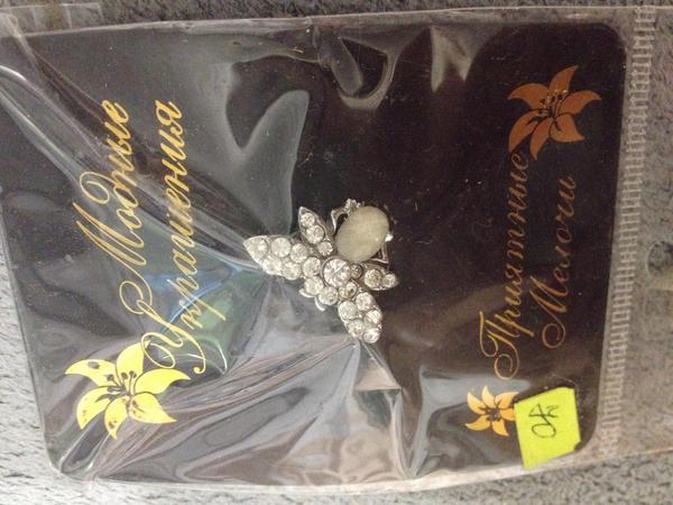 Модные
Украшения
Приятные
Мелочи
40